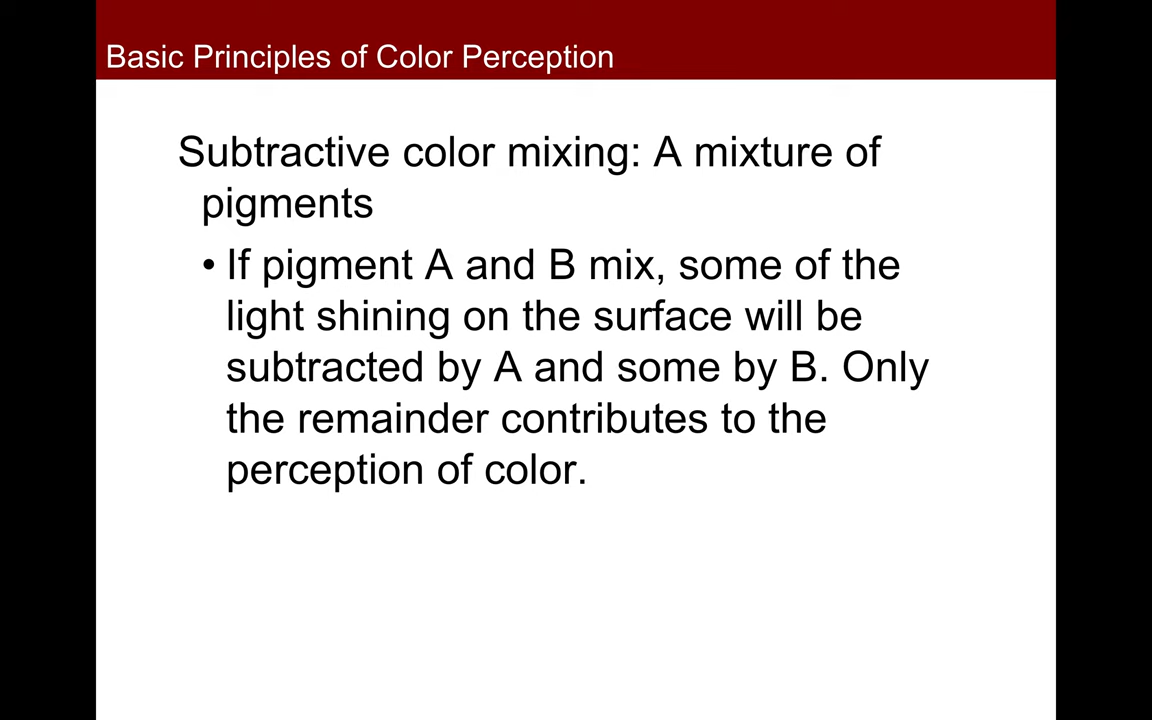 Basic Principles of Color Perception
Subtractive color mixing: A mixture of
pigments
• If pigment A and B mix, some of the
light shining on the surface will be
subtracted by A and some by B. Only
the remainder contributes to the
perception of color.